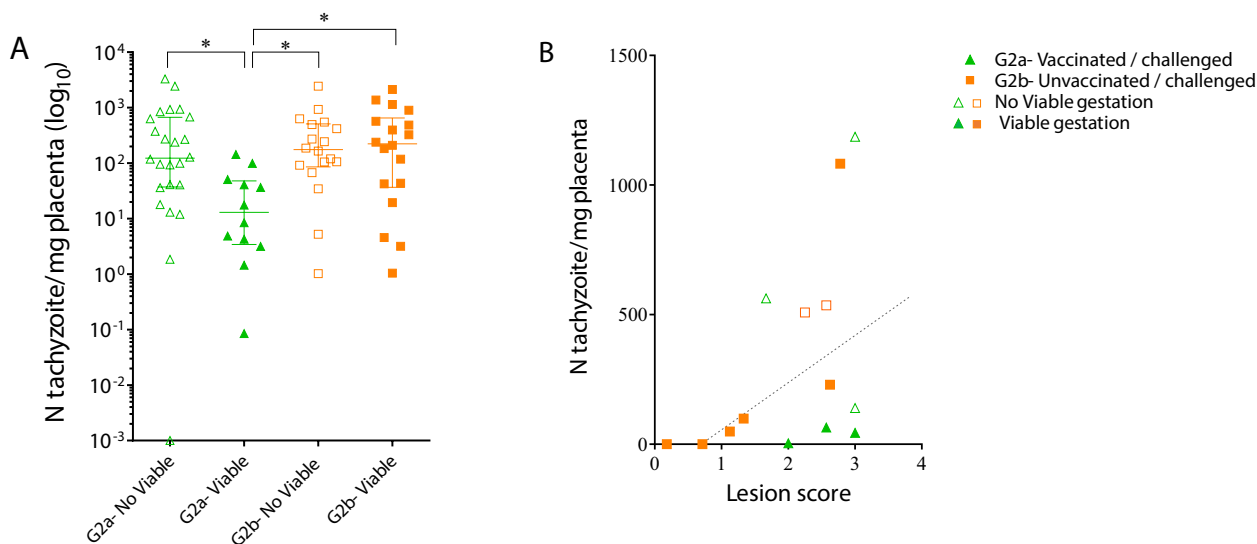 A
N tachyzoite/mg placenta (log10)
* * *
10^4
10^3
10^2
10^1
10^0
10^-1
10^-2
10^-3
G2a- No Viable
G2a- Viable
G2b- No Viable
G2b- Viable
B
N tachyzoite/mg placenta
1500
1000
500
0
0 1 2 3 4
Lesion score
G2a- Vaccinated / challenged
G2b- Unvaccinated / challenged
No Viable gestation
Viable gestation